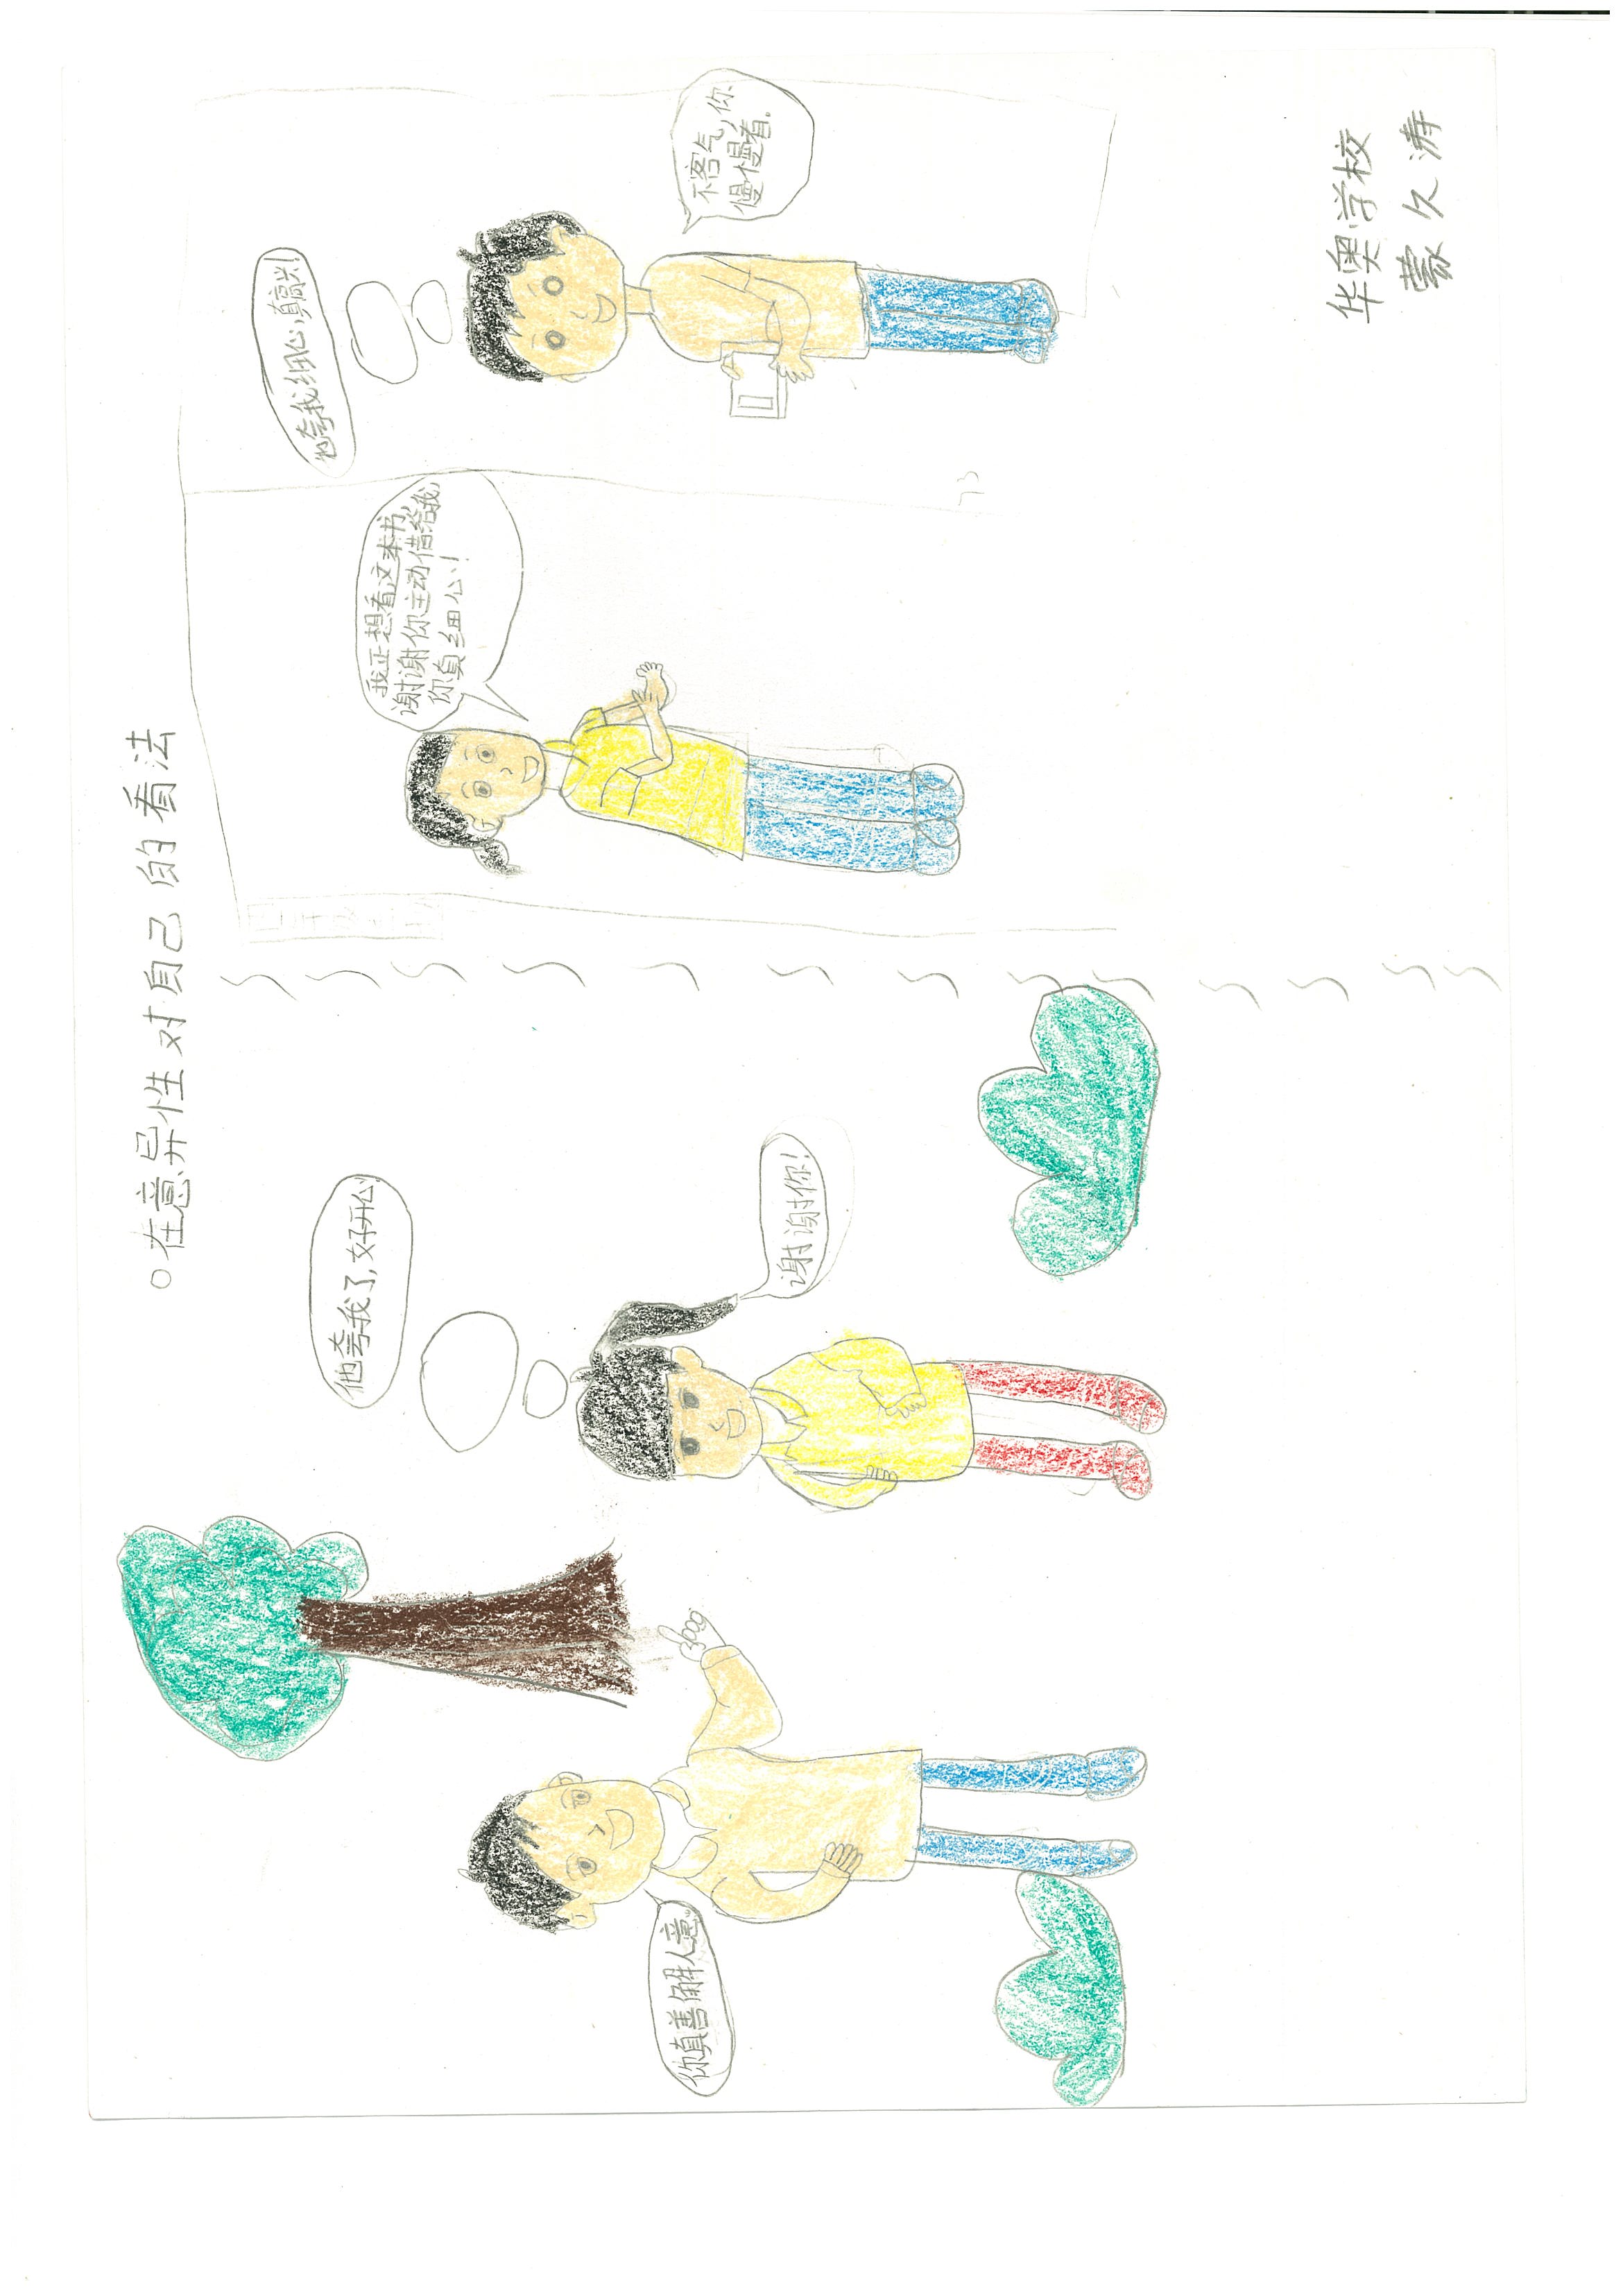 在意异性对自己的看法
你真善解人意。
他夸我了,好开心
谢谢你!
我正想看这本书,
谢谢你主动借给我,
你真细心!
他夸我细心,真高兴!
不客气,你
慢慢看。
华奥学校
蒙久涛